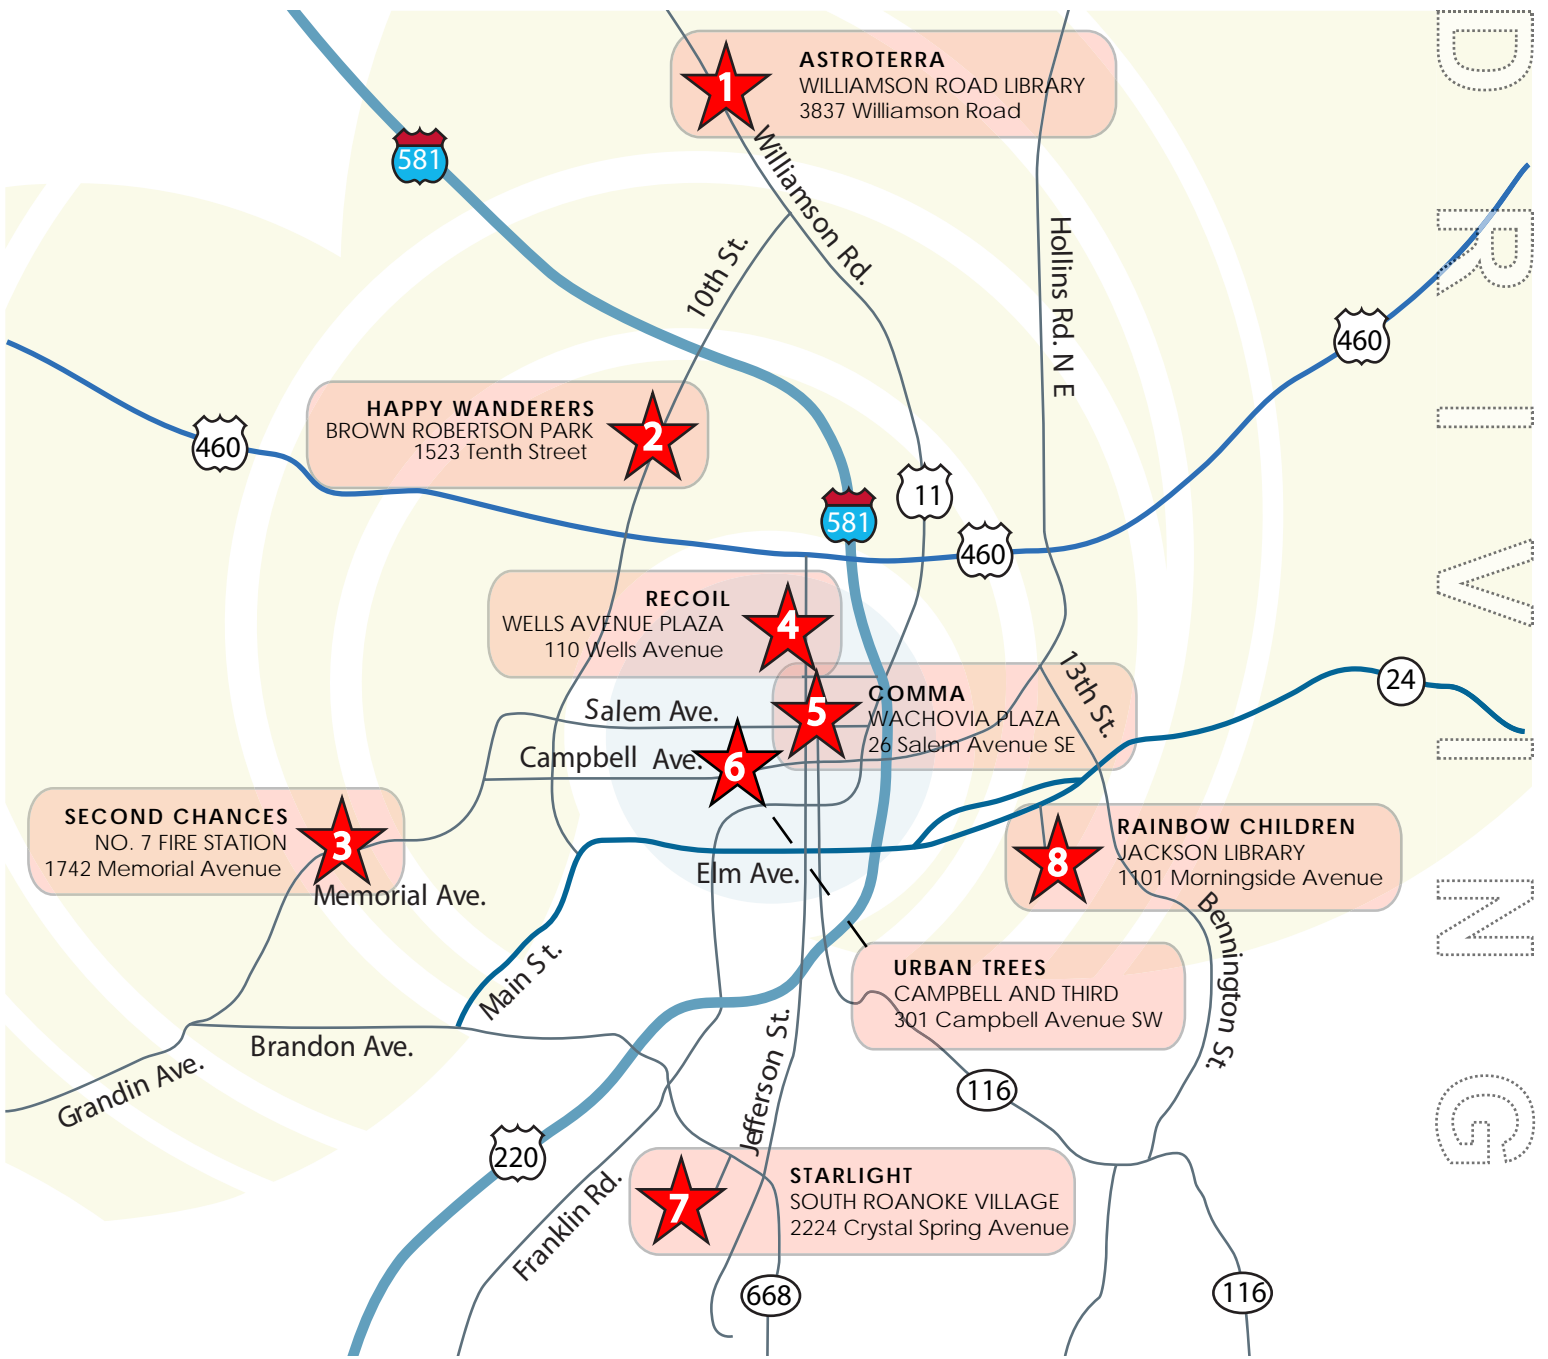 1
ASTROTERRA
WILLIAMSON ROAD LIBRARY
3837 Williamson Road
581
Williamson Rd.
10th St.
Hollins Rd. N E
460
460
2
HAPPY WANDERERS
BROWN ROBERTSON PARK
1523 Tenth Street
581
11
460
4
RECOIL
WELLS AVENUE PLAZA
110 Wells Avenue
5
COMMA
WACHOVIA PLAZA
26 Salem Avenue SE
13th St.
24
Salem Ave.
Campbell Ave.
6
3
SECOND CHANCES
NO. 7 FIRE STATION
1742 Memorial Avenue
Memorial Ave.
Elm Ave.
8
RAINBOW CHILDREN
JACKSON LIBRARY
1101 Morningside Avenue
Bennington St.
Main St.
URBAN TREES
CAMPBELL AND THIRD
301 Campbell Avenue SW
Brandon Ave.
Grandin Ave.
Jefferson St.
116
220
Franklin Rd.
7
STARLIGHT
SOUTH ROANOKE VILLAGE
2224 Crystal Spring Avenue
668
116
DRIVING